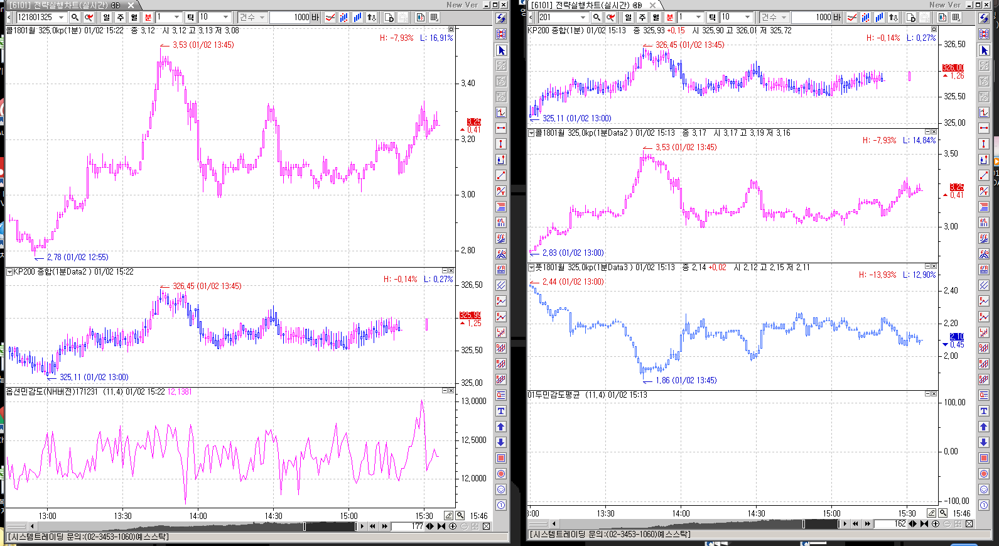 [6101] 전략실행차트(실시간)
New Ver
121801325
일 주 월 분 1 틱 10 건수 1000 바
콜1801월 325,0kp(1분) 01/02 15:22 종 3,12 시 3,12 고 3,13 저 3,08
H: -7,93% L: 16,91%
3,53 (01/02 13:45)
3,40
3,25
0,41
3,20
3,00
2,80
2,78 (01/02 12:55)
KP200 종합(1분Data2 ) 01/02 15:22
H: -0,14% L: 0,27%
326,50
326,45 (01/02 13:45)
325,99
1,25
325,50
325,11 (01/02 13:00)
325,00
옵션민감도(NH버전)171231 (11,4) 01/02 15:22 12,1381
13,0000
12,5000
12,0000
13:00 13:30 14:00 14:30 15:00 15:30 15:46
177
[시스템트레이딩 문의:(02-3453-1060)예스스탁]
[6101] 전략실행차트(실시간)
New Ver
201
일 주 월 분 1 틱 10 건수 1000 바
KP200 종합(1분) 01/02 15:13 종 325,93 +0,15 시 325,90 고 326,01 저 325,72
H: -0,14% L: 0,27%
326,45 (01/02 13:45)
326,50
326,00
1,26
325,50
325,11 (01/02 13:00)
325,00
콜1801월 325,0kp(1분Data2 ) 01/02 15:13 종 3,17 시 3,17 고 3,19 저 3,16
H: -7,93% L: 14,84%
3,53 (01/02 13:45)
3,50
3,25
0,41
3,00
2,83 (01/02 13:00)
풋1801월 325,0kp(1분Data3 ) 01/02 15:13 종 2,14 +0,02 시 2,12 고 2,15 저 2,11
H: -13,93% L: 12,90%
2,44 (01/02 13:00)
2,40
2,20
2,10
0,45
2,00
1,86 (01/02 13:45)
01두민감도평균 (11,4) 01/02 15:13
100,00
0,00
-100,00
3:00 13:30 14:00 14:30 15:00 15:30 15:46
162
[시스템트레이딩 문의:(02-3453-1060)예스스탁]